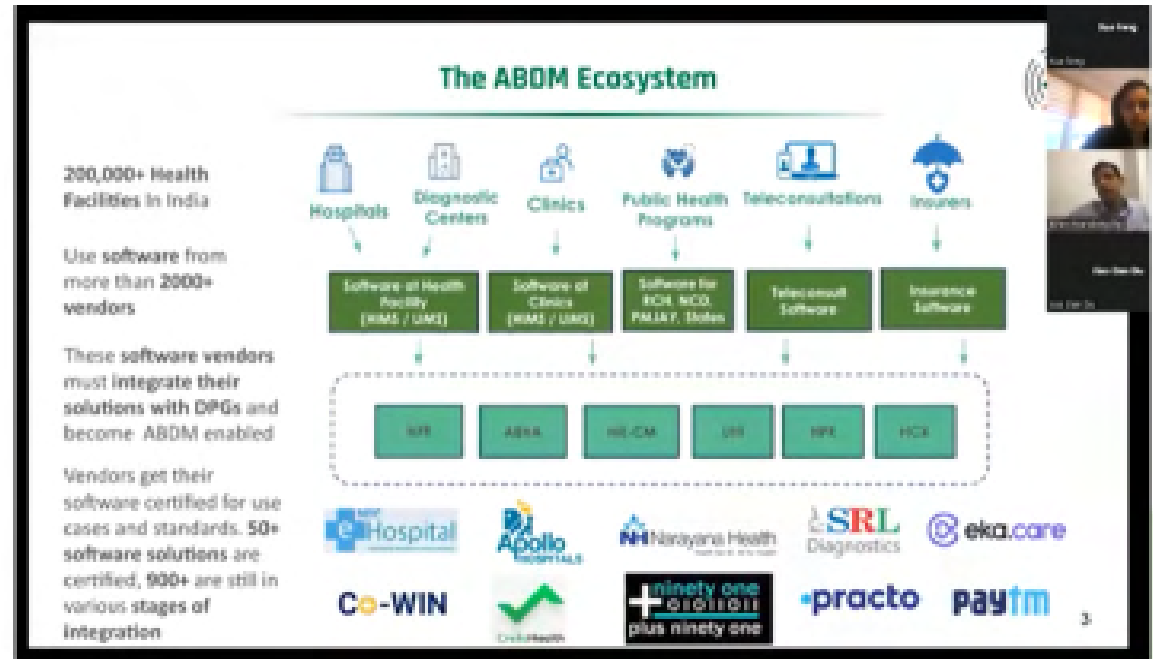 The ABDM Ecosystem
200,000+ Health
Facilities In India
Use software from
more than 2000+
vendors
These software vendors
must integrate their
solutions with DPGs and
become ABDM enabled
Vendors get their
software certified for use
cases and standards. 50+
software solutions are
certified, 900+ are still in
various stages of
integration
Hospitals
Diagnostic
Centers
Clinics
Public Health
Programs
Teleconsultations
Insurers
Software at Health
Facility
(HIMS / LIMS)
Software at
Clinics
(HIMS / LIMS)
Software for
RCH, NCD,
PMJAY, States
Teleconsult
Software
Insurance
Software
HFR
ABHA
HIE-CM
UHI
HPR
HCX
e Hospital
Apollo
HOSPITALS
NH Narayana Health
SRL
Diagnostics
eka.care
Co-WIN
ninety one
plus ninety one
practo
paytm
3